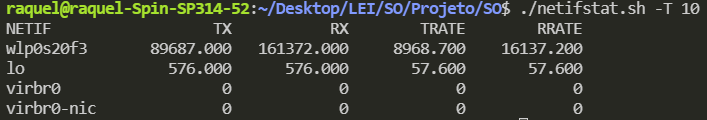 raquel@raquel-Spin-SP314-52:~/Desktop/LEI/SO/Projeto/SO$ ./netifstat.sh -T 10
NETIF TX RX TRATE RRATE
wlp0s20f3 89687.000 161372.000 8968.700 16137.200
lo 576.000 576.000 57.600 57.600
virbr0 0 0 0 0
virbr0-nic 0 0 0 0